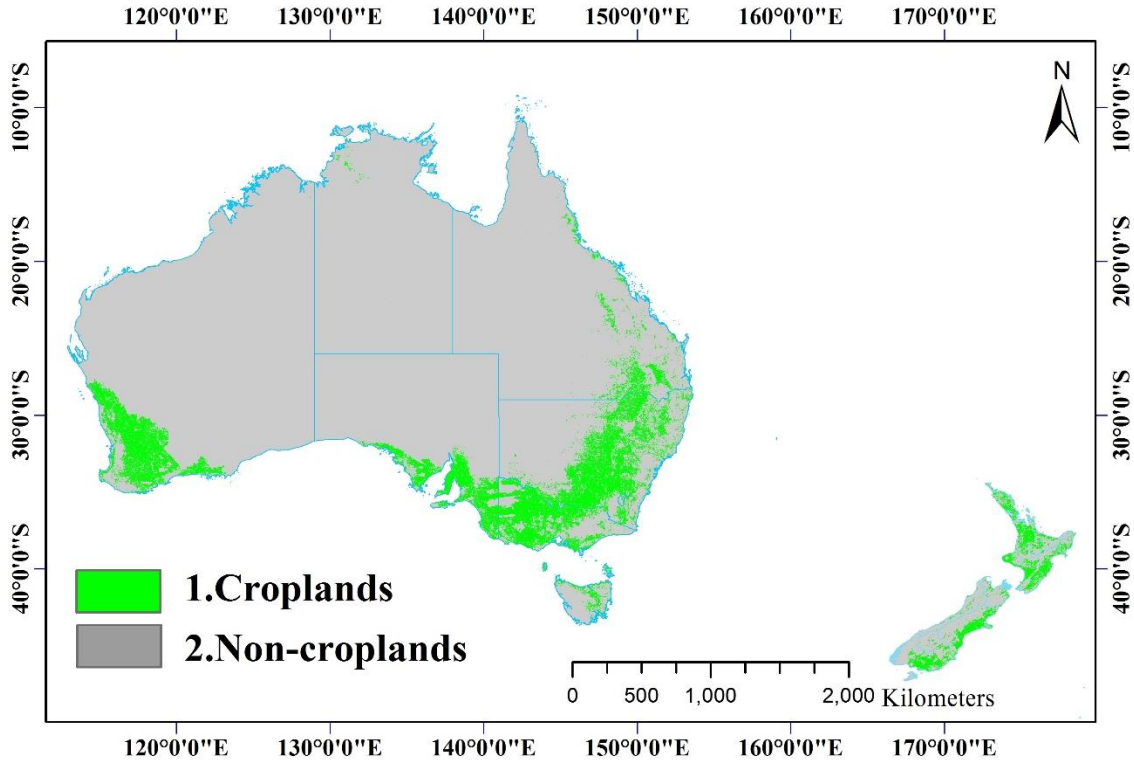 120°0'0"E 130°0'0"E 140°0'0"E 150°0'0"E 160°0'0"E 170°0'0"E
N
10°0'0"S 10°0'0"S
20°0'0"S 20°0'0"S
30°0'0"S 30°0'0"S
40°0'0"S 40°0'0"S
1.Croplands
2.Non-croplands
0 500 1,000 2,000 Kilometers
120°0'0"E 130°0'0"E 140°0'0"E 150°0'0"E 160°0'0"E 170°0'0"E